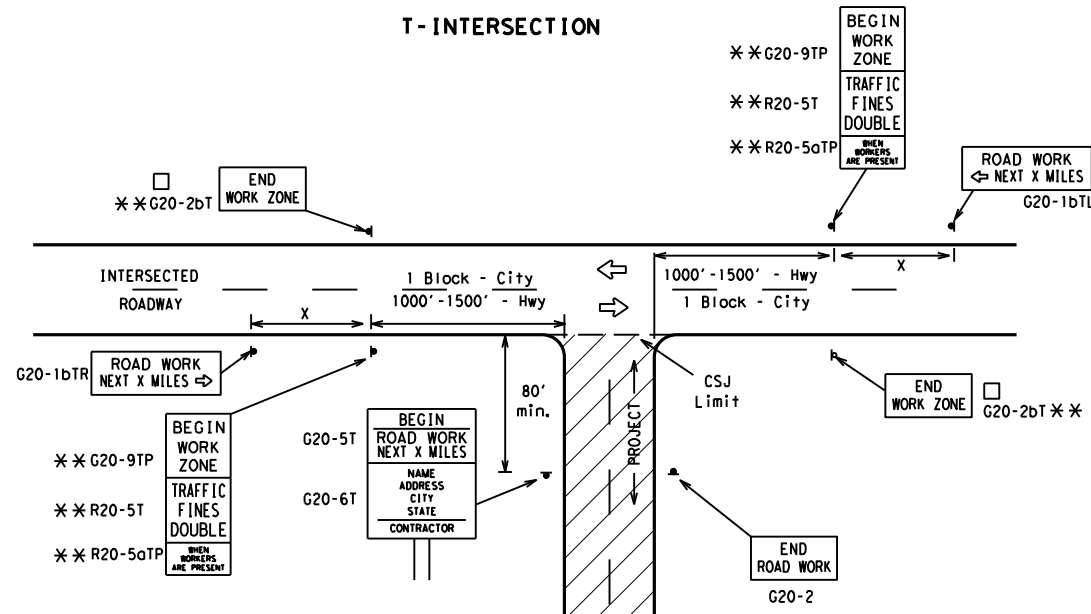 T-INTERSECTION
BEGIN
WORK
ZONE
TRAFFIC
FINES
DOUBLE
WHEN
WORKERS
ARE PRESENT
**G20-9TP
**R20-5T
**R20-5aTP
ROAD WORK
⇦ NEXT X MILES
G20-1bTL
END
WORK ZONE
□
**G20-2bT
INTERSECTED
ROADWAY
1 Block - City
1000'-1500' - Hwy
X
1000'-1500' - Hwy
1 Block - City
X
G20-1bTR
ROAD WORK
NEXT X MILES ⇨
80'
min.
PROJECT
CSJ
Limit
END
WORK ZONE
□
G20-2bT **
BEGIN
WORK
ZONE
TRAFFIC
FINES
DOUBLE
WHEN
WORKERS
ARE PRESENT
**G20-9TP
**R20-5T
**R20-5aTP
G20-5T
BEGIN
ROAD WORK
NEXT X MILES
G20-6T
NAME
ADDRESS
CITY
STATE
CONTRACTOR
END
ROAD WORK
G20-2